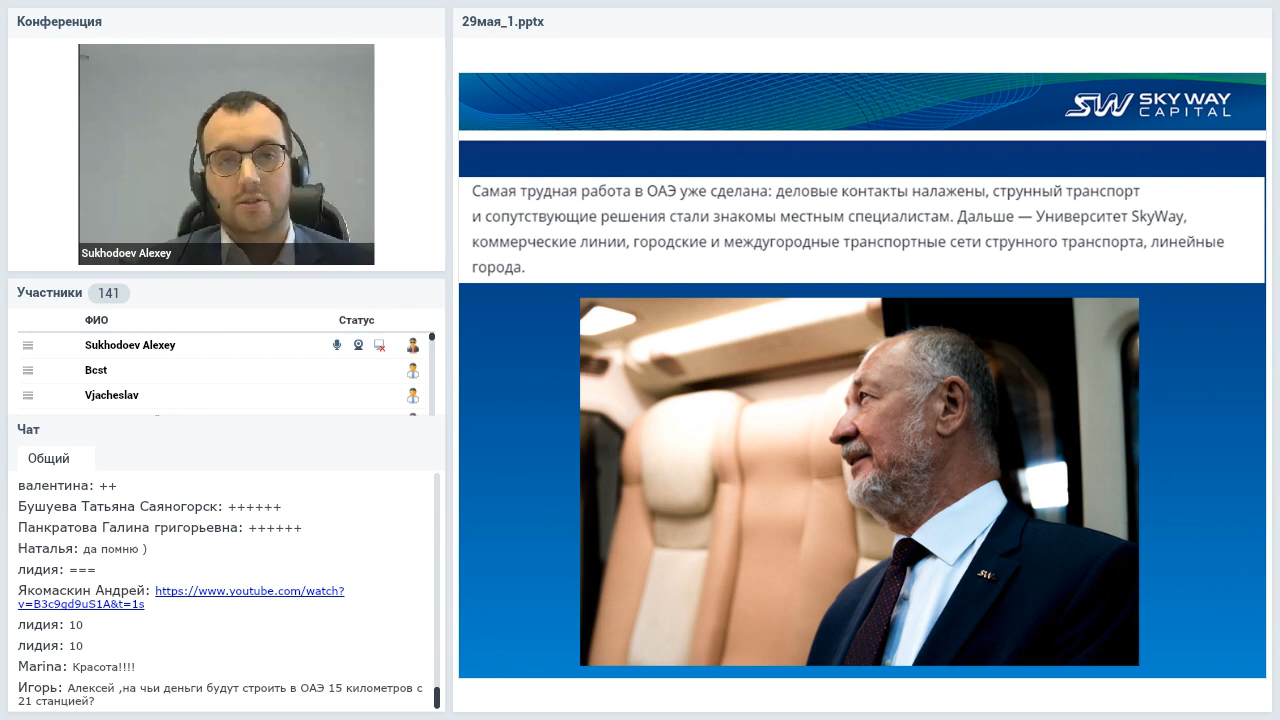 Конференция
Sukhodoev Alexey
Участники 141
ФИО Статус
Sukhodoev Alexey
Bcst
Vjacheslav
Чат
Общий
валентина: ++
Бушуева Татьяна Саяногорск: ++++++
Панкратова Галина григорьевна: ++++++
Наталья: да помню )
лидия: ===
Якомаскин Андрей: https://www.youtube.com/watch?
v=B3c9gd9uS1A&t=1s
лидия: 10
лидия: 10
Marina: Красота!!!!
Игорь: Алексей ,на чьи деньги будут строить в ОАЭ 15 километров с
21 станцией?
29мая_1.pptx
SW SKY WAY
CAPITAL
Самая трудная работа в ОАЭ уже сделана: деловые контакты налажены, струнный транспорт
и сопутствующие решения стали знакомы местным специалистам. Дальше — Университет SkyWay,
коммерческие линии, городские и междугородные транспортные сети струнного транспорта, линейные
города.
SW